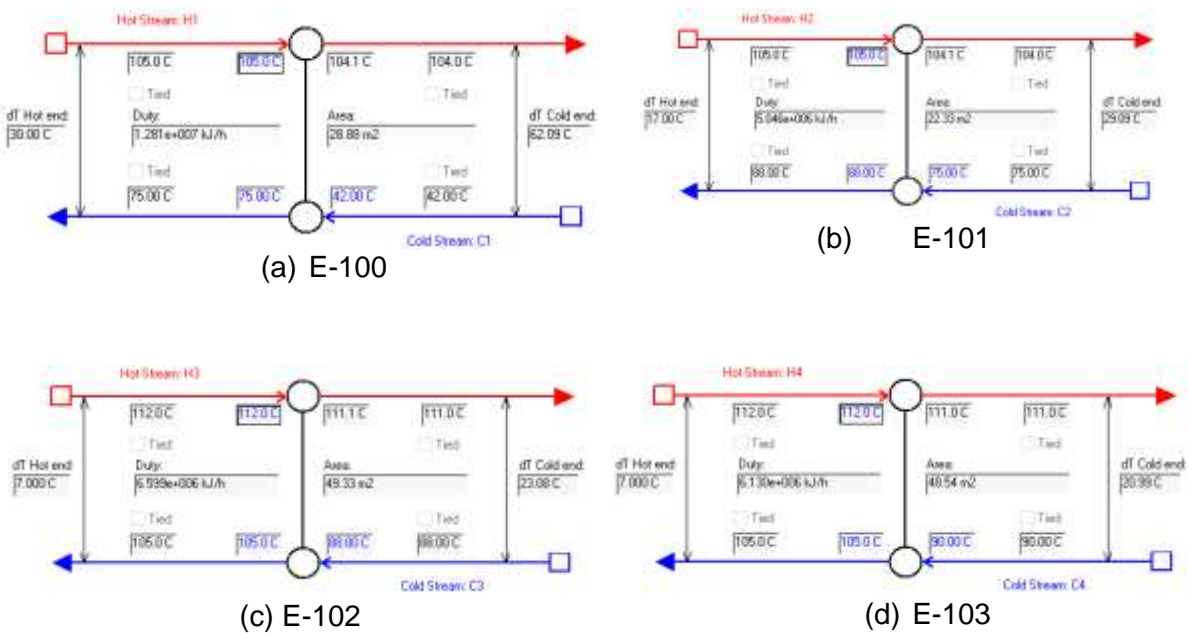 Hot Stream: H1
105.0 C 105.0 C 104.1 C 104.0 C
Tied Tied
dT Hot end: Duty: Area: dT Cold end:
30.00 C 1.281e+007 kJ/h 28.88 m2 62.09 C
Tied Tied
75.00 C 75.00 C 42.00 C 42.00 C
Cold Stream: C1
(a) E-100
Hot Stream: H2
105.0 C 105.0 C 104.1 C 104.0 C
Tied Tied
dT Hot end: Duty: Area: dT Cold end:
17.00 C 5.046e+006 kJ/h 22.33 m2 29.09 C
Tied Tied
88.00 C 88.00 C 75.00 C 75.00 C
Cold Stream: C2
(b) E-101
Hot Stream: H3
112.0 C 112.0 C 111.1 C 111.0 C
Tied Tied
dT Hot end: Duty: Area: dT Cold end:
7.000 C 6.599e+006 kJ/h 49.33 m2 23.08 C
Tied Tied
105.0 C 105.0 C 88.00 C 88.00 C
Cold Stream: C3
(c) E-102
Hot Stream: H4
112.0 C 112.0 C 111.0 C 111.0 C
Tied Tied
dT Hot end: Duty: Area: dT Cold end:
7.000 C 6.130e+006 kJ/h 48.54 m2 20.99 C
Tied Tied
105.0 C 105.0 C 90.00 C 90.00 C
Cold Stream: C4
(d) E-103